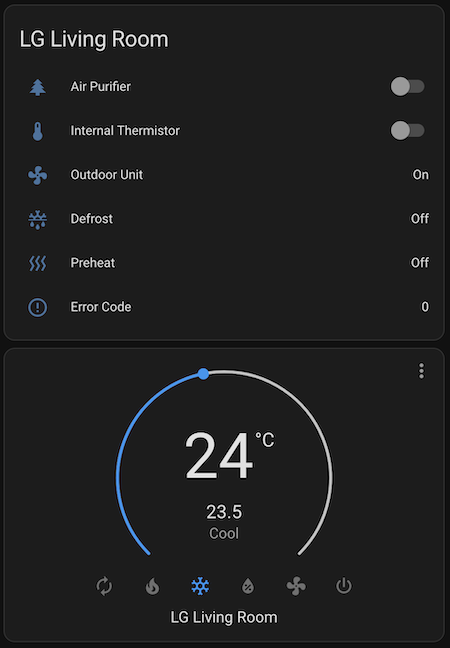 LG Living Room
Air Purifier
Internal Thermistor
Outdoor Unit On
Defrost Off
Preheat Off
Error Code 0
24 °C
23.5
Cool
LG Living Room